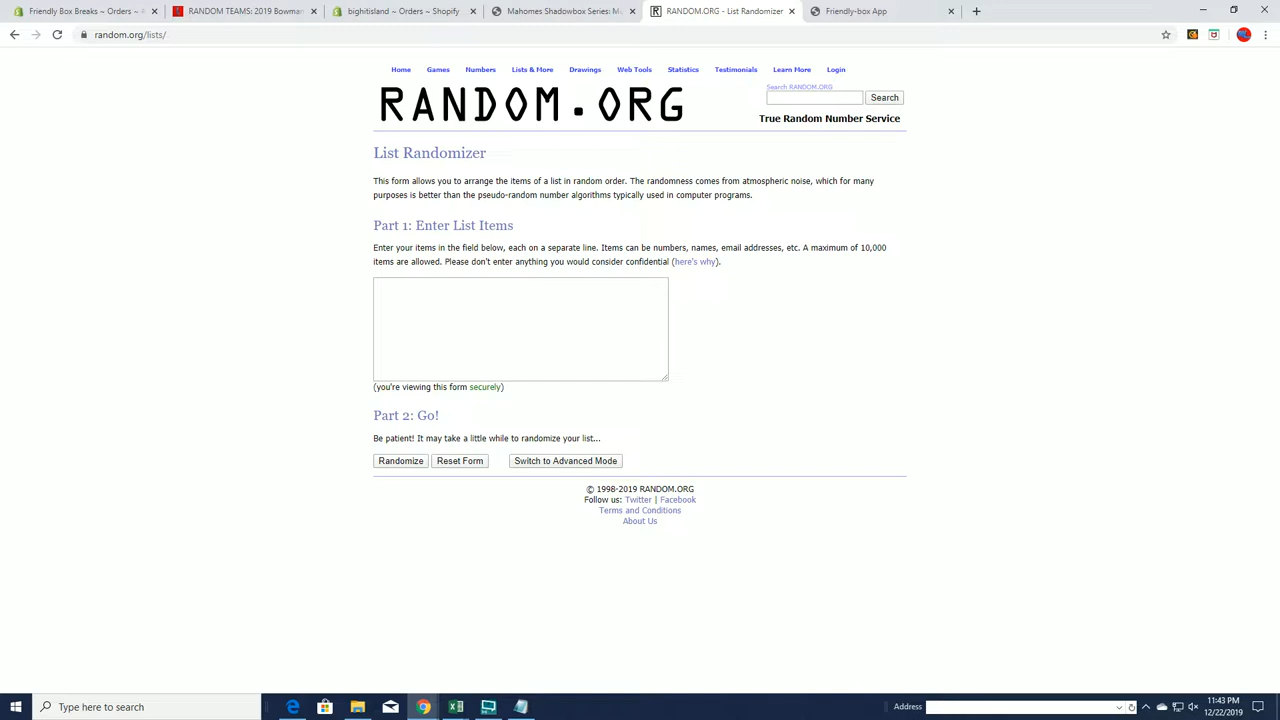 Friendly Box Breaks ~ Orders ~
RANDOM TEAMS: 2019 Bowma
bighitisland ~ Orders ~ Shopify
Mahomes Shadowbox Series: M
RANDOM.ORG - List Randomizer
Friendly-box App
random.org/lists/
Home Games Numbers Lists & More Drawings Web Tools Statistics Testimonials Learn More Login
RANDOM.ORG
Search RANDOM.ORG
Search
True Random Number Service
List Randomizer
This form allows you to arrange the items of a list in random order. The randomness comes from atmospheric noise, which for many
purposes is better than the pseudo-random number algorithms typically used in computer programs.
Part 1: Enter List Items
Enter your items in the field below, each on a separate line. Items can be numbers, names, email addresses, etc. A maximum of 10,000
items are allowed. Please don't enter anything you would consider confidential (here's why).
(you're viewing this form securely)
Part 2: Go!
Be patient! It may take a little while to randomize your list...
Randomize Reset Form Switch to Advanced Mode
© 1998-2019 RANDOM.ORG
Follow us: Twitter | Facebook
Terms and Conditions
About Us
Type here to search
Address
11:43 PM
12/22/2019